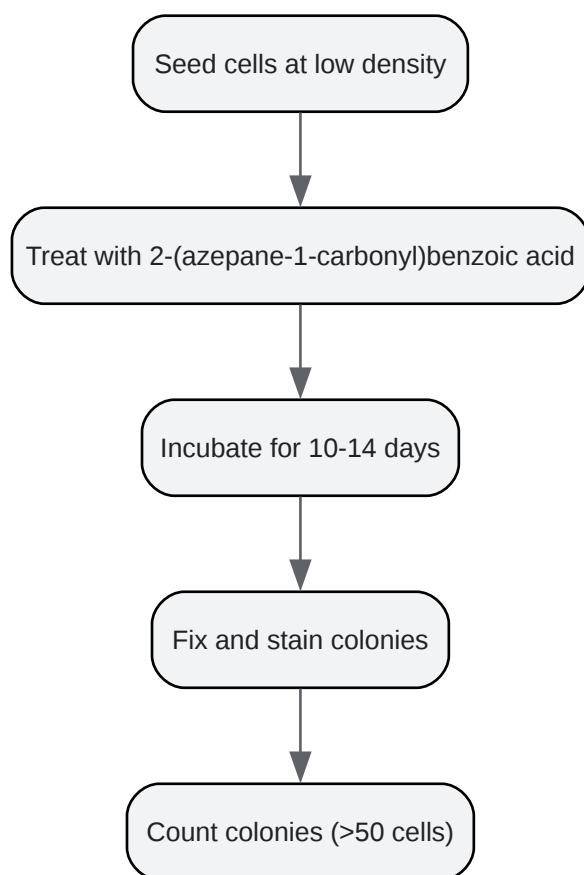 Seed cells at low density
Treat with 2-(azepane-1-carbonyl)benzoic acid
Incubate for 10-14 days
Fix and stain colonies
Count colonies (>50 cells)